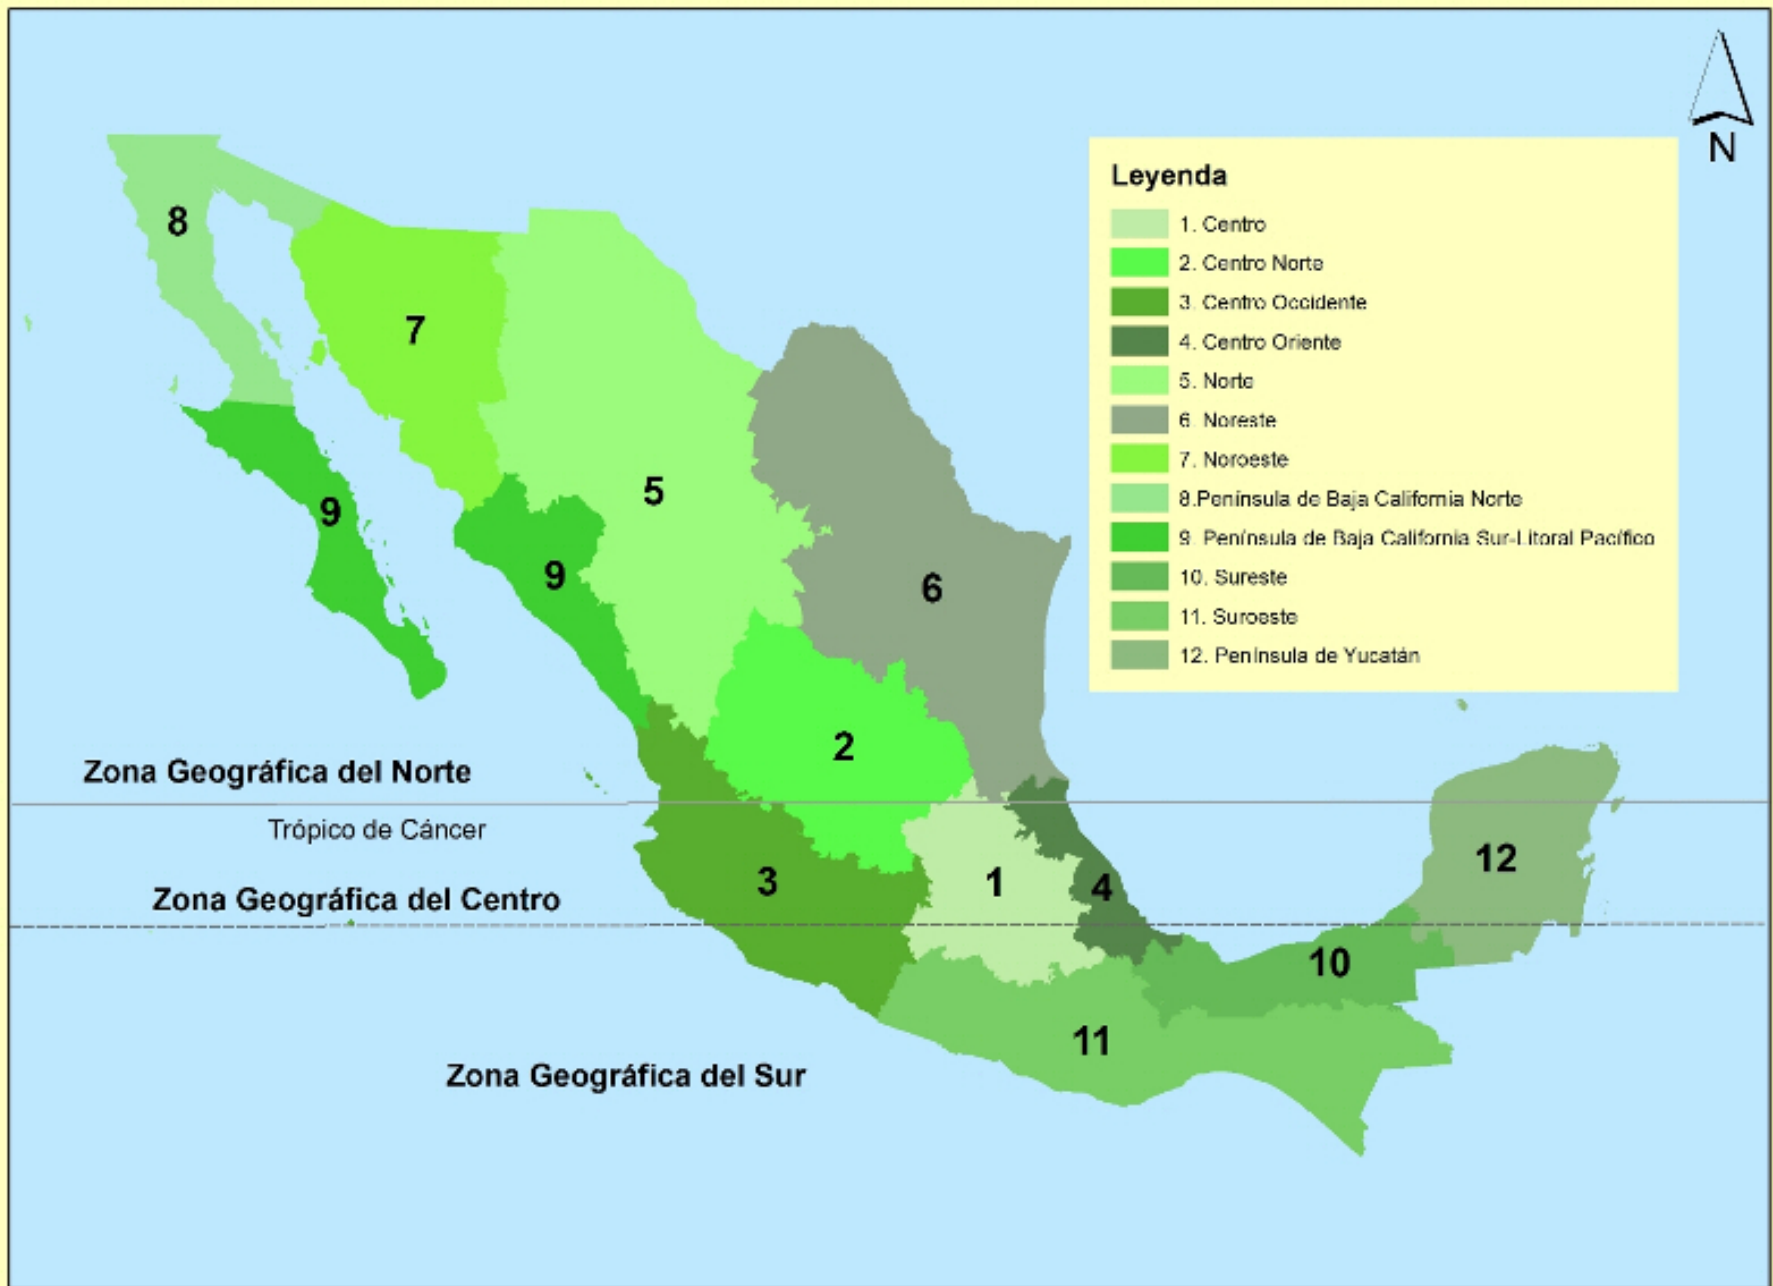 N
Leyenda
1. Centro
2. Centro Norte
3. Centro Occidente
4. Centro Oriente
5. Norte
6. Noreste
7. Noroeste
8.Península de Baja California Norte
9. Península de Baja California Sur-Litoral Pacífico
10. Sureste
11. Suroeste
12. Península de Yucatán
8
7
5
9
9
6
2
Zona Geográfica del Norte
Trópico de Cáncer
Zona Geográfica del Centro
3
1
4
12
10
11
Zona Geográfica del Sur